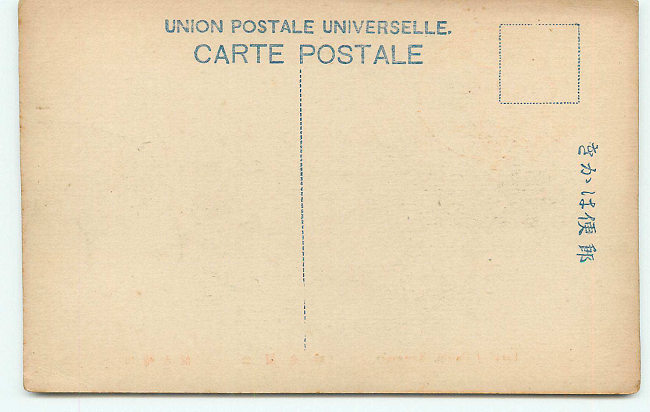 UNION POSTALE UNIVERSELLE.
CARTE POSTALE
きかは便郵